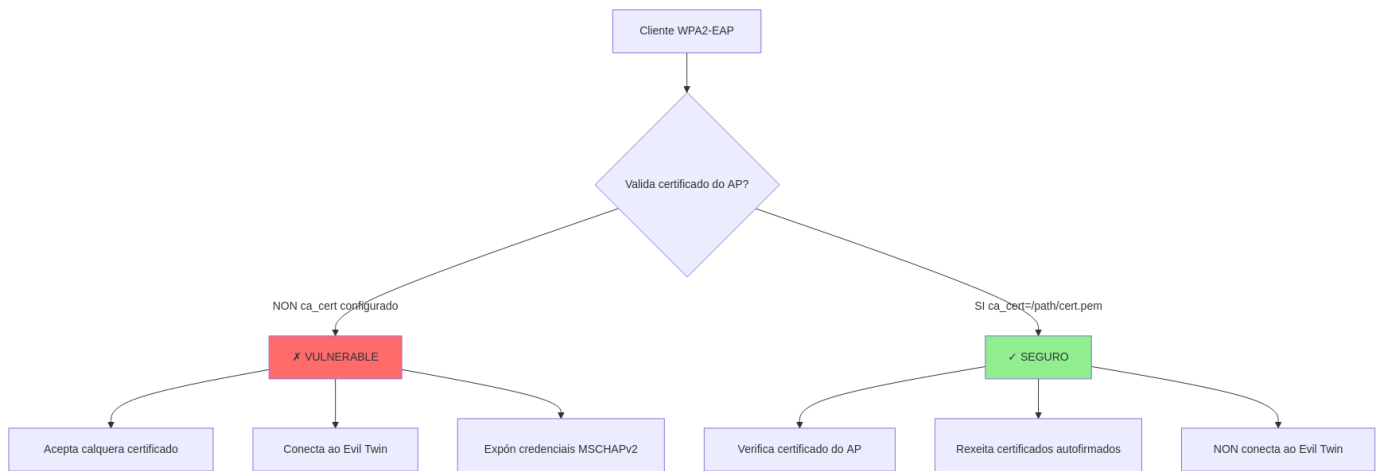 Cliente WPA2-EAP
Valida certificado do AP?
NON ca_cert configurado
SI ca_cert=/path/cert.pem
✗ VULNERABLE
✓ SEGURO
Acepta calquera certificado
Conecta ao Evil Twin
Expón credenciais MSCHAPv2
Verifica certificado do AP
Rexeita certificados autofirmados
NON conecta ao Evil Twin